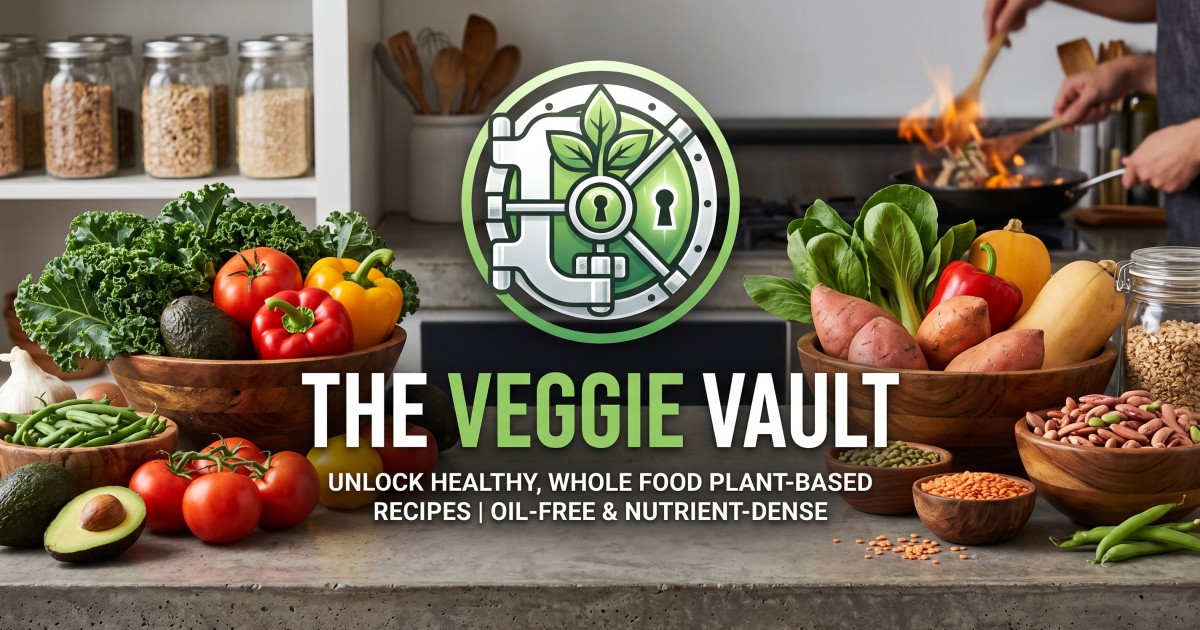 THE VEGGIE VAULT
UNLOCK HEALTHY, WHOLE FOOD PLANT-BASED
RECIPES | OIL-FREE & NUTRIENT-DENSE